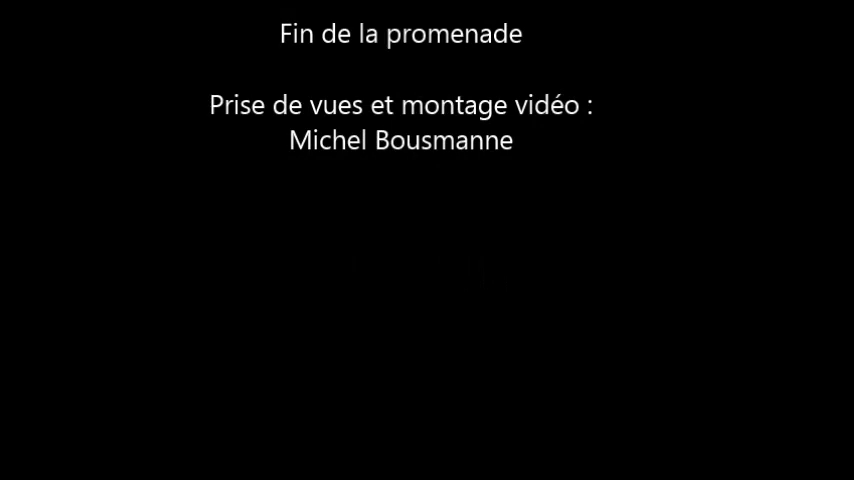 Fin de la promenade
Prise de vues et montage vidéo :
Michel Bousmanne